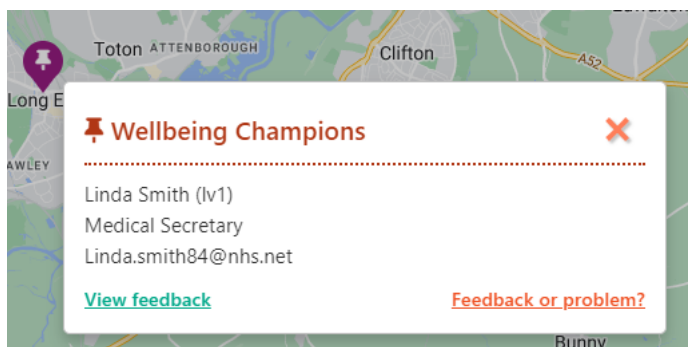 Toton ATTENBOROUGH
Clifton
A52
Long E
AWLEY
Wellbeing Champions
Linda Smith (lv1)
Medical Secretary
Linda.smith84@nhs.net
View feedback
Feedback or problem?
Bunny